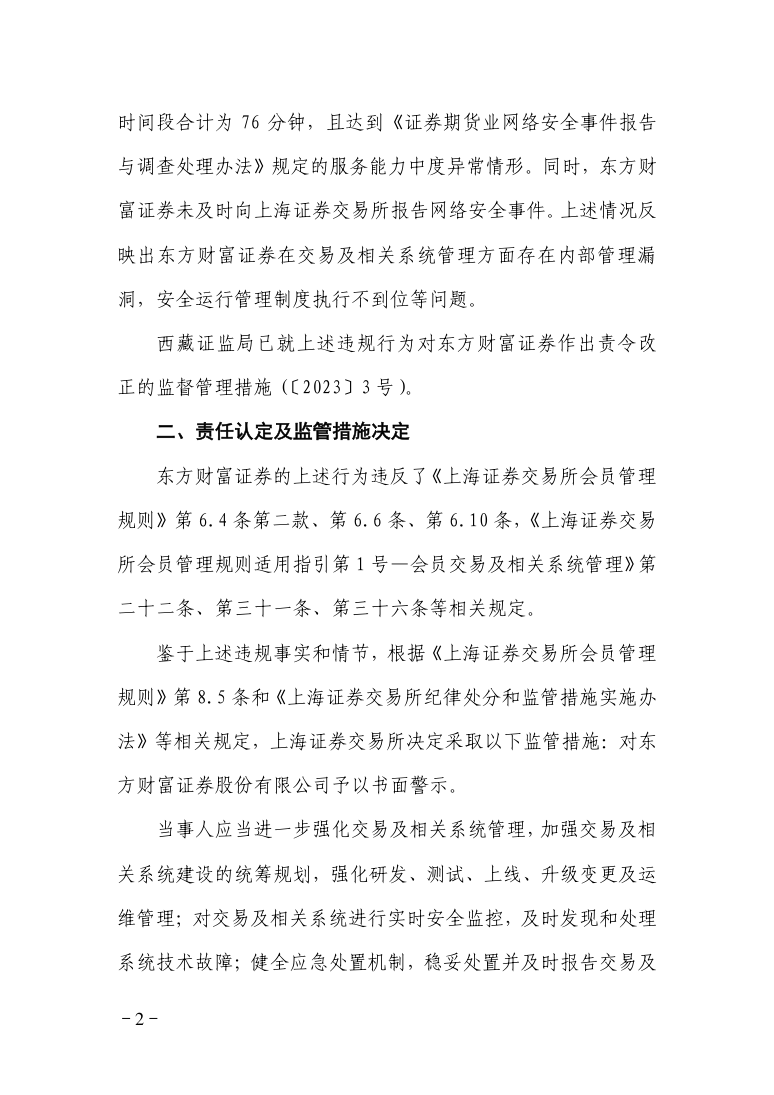 时间段合计为 76 分钟，且达到《证券期货业网络安全事件报告
与调查处理办法》规定的服务能力中度异常情形。同时，东方财
富证券未及时向上海证券交易所报告网络安全事件。上述情况反
映出东方财富证券在交易及相关系统管理方面存在内部管理漏
洞，安全运行管理制度执行不到位等问题。
西藏证监局已就上述违规行为对东方财富证券作出责令改
正的监督管理措施（〔2023〕3 号）。
二、责任认定及监管措施决定
东方财富证券的上述行为违反了《上海证券交易所会员管理
规则》第 6.4 条第二款、第 6.6 条、第 6.10 条，《上海证券交易
所会员管理规则适用指引第 1 号—会员交易及相关系统管理》第
二十二条、第三十一条、第三十六条等相关规定。
鉴于上述违规事实和情节，根据《上海证券交易所会员管理
规则》第 8.5 条和《上海证券交易所纪律处分和监管措施实施办
法》等相关规定，上海证券交易所决定采取以下监管措施：对东
方财富证券股份有限公司予以书面警示。
当事人应当进一步强化交易及相关系统管理，加强交易及相
关系统建设的统筹规划，强化研发、测试、上线、升级变更及运
维管理；对交易及相关系统进行实时安全监控，及时发现和处理
系统技术故障；健全应急处置机制，稳妥处置并及时报告交易及
－2－